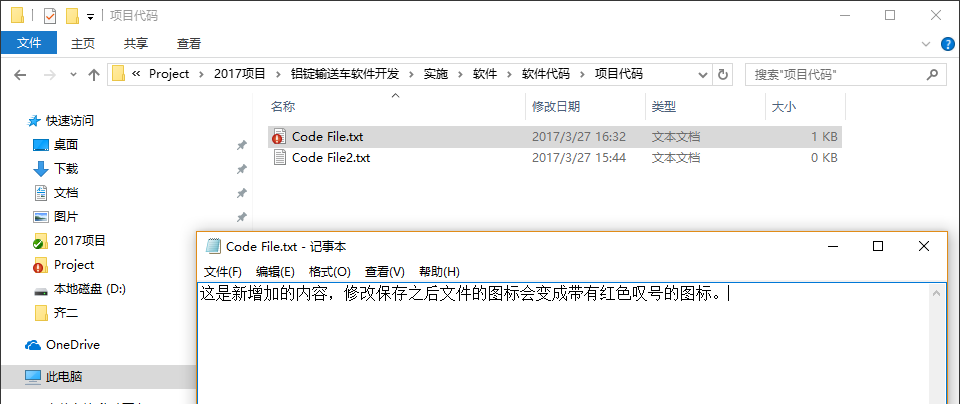 项目代码
文件 主页 共享 查看
« Project > 2017项目 > 铝锭输送车软件开发 > 实施 > 软件 > 软件代码 > 项目代码
搜索"项目代码"
名称 修改日期 类型 大小
Code File.txt 2017/3/27 16:32 文本文档 1 KB
Code File2.txt 2017/3/27 15:44 文本文档 0 KB
快速访问
桌面
下载
文档
图片
2017项目
Project
本地磁盘 (D:)
齐二
OneDrive
此电脑
Code File.txt - 记事本
文件(F) 编辑(E) 格式(O) 查看(V) 帮助(H)
这是新增加的内容，修改保存之后文件的图标会变成带有红色叹号的图标。